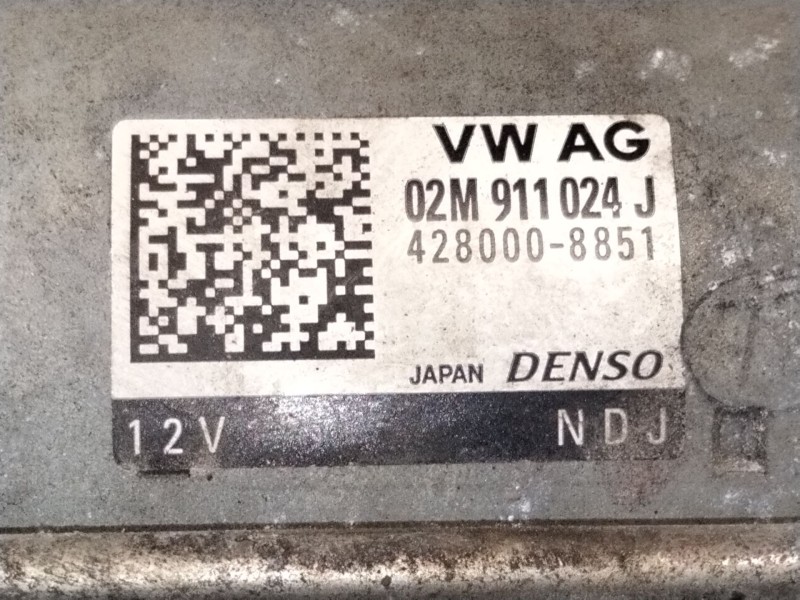 VW AG
02M 911 024 J
428000-8851
JAPAN DENSO
12V NDJ